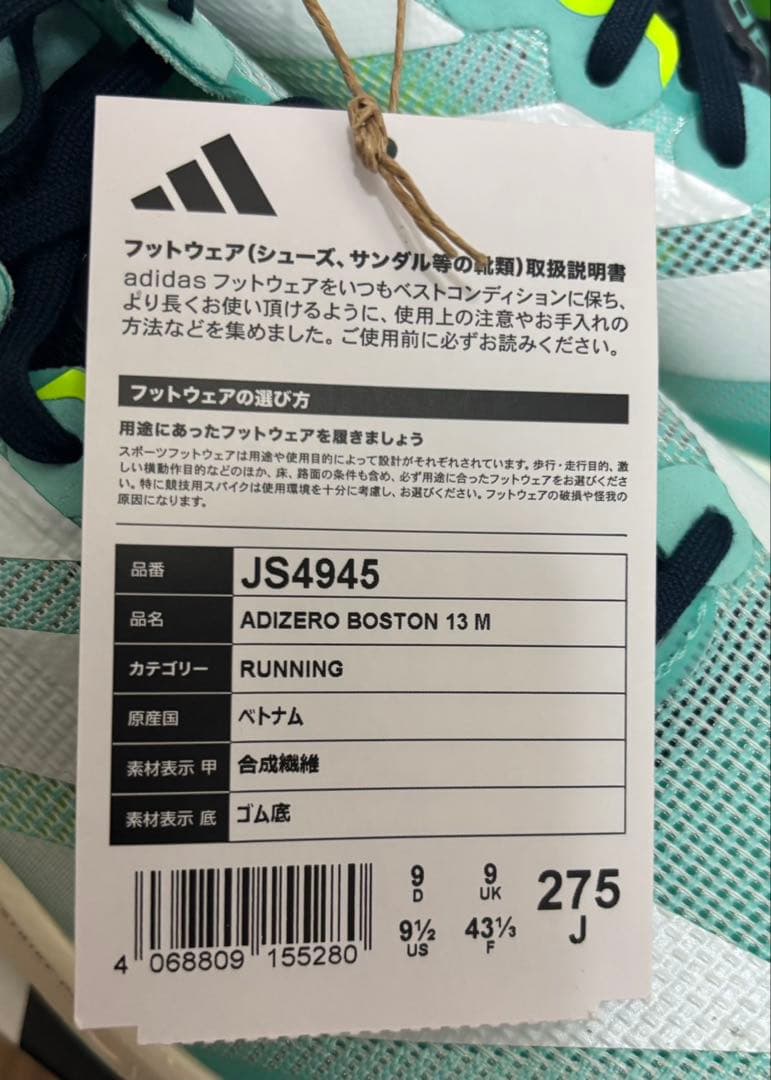 フットウェア(シューズ、サンダル等の靴類)取扱説明書
adidas フットウェアをいつもベストコンディションに保ち、
より長くお使い頂けるように、使用上の注意やお手入れの
方法などを集めました。ご使用前に必ずお読みください。
フットウェアの選び方
用途にあったフットウェアを履きましょう
スポーツフットウェアは用途や使用目的によって設計がそれぞれされています。歩行・走行目的、激
しい横動作目的などのほか、床、路面の条件も含め、必ず用途に合ったフットウェアをお選びくださ
い。特に競技用スパイクは使用環境を十分に考慮し、お選びください。フットウェアの破損や怪我の
原因になります。
品番 JS4945
品名 ADIZERO BOSTON 13 M
カテゴリー RUNNING
原産国 ベトナム
素材表示 甲 合成繊維
素材表示 底 ゴム底
9 9 275
D UK J
9½ 43⅓
US F
4 068809 155280